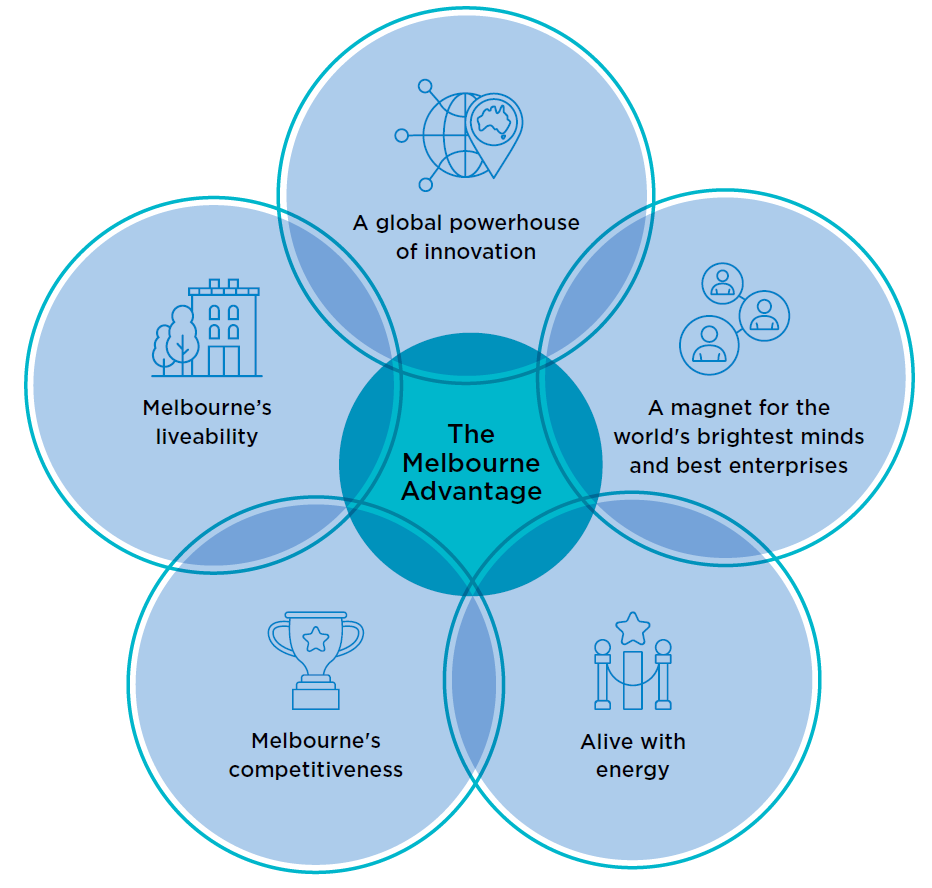 A global powerhouse
of innovation
Melbourne’s
liveability
A magnet for the
world's brightest minds
and best enterprises
The
Melbourne
Advantage
Melbourne's
competitiveness
Alive with
energy